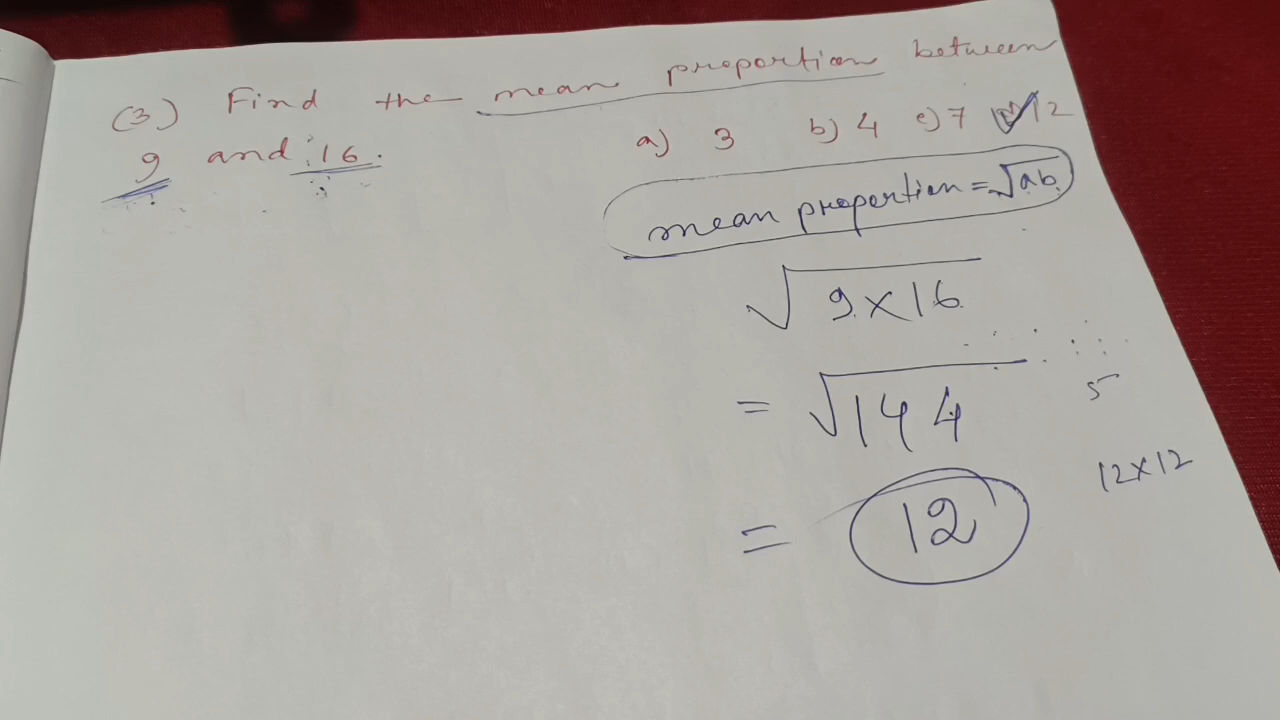 (3) Find the mean proportion between
9 and 16.
a) 3 b) 4 c) 7 12
mean proportion = √ab
√9×16
= √144
5
12×12
= 12